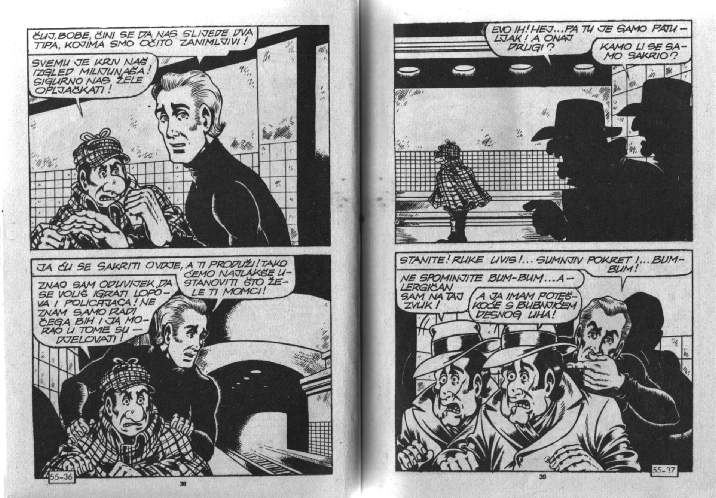 ČUJ, BOBE, ČINI SE DA NAS SLIJEDE DVA
TIPA, KOJIMA SMO OČITO ZANIMLJIVI!
SVEMU JE KRIV NAŠ
IZGLED MILIJUNAŠA!
SIGURNO NAS ŽELE
OPLJAČKATI!
JA ĆU SE SAKRITI OVDJE, A TI PRODUŽI! TAKO
ĆEMO NAJLAKŠE U-
STANOVITI ŠTO ŽE-
LE TI MOMCI!
ZNAO SAM ODUVIJEK DA
SE VOLIŠ IGRATI LOPO-
VA I POLICAJACA! NE
ZNAM SAMO RADI
ČEGA BIH I JA MO-
RAO U TOME SU-
DJELOVATI!
55-36
38
EVO IH! HEJ...PA TU JE SAMO PATU-
LJAK! A ONAJ
DRUGI?
KAMO LI SE SA-
MO SAKRIO?
STANITE! RUKE UVIS!... SUMNJIV POKRET I... BUM-
BUM!
NE SPOMINJITE BUM-BUM...A-
LERGIČAN
SAM NA TAJ
ZVUK!
A JA IMAM POTEŠ-
KOĆE S BUBNJIĆEM
DESNOG UHA!
55-37